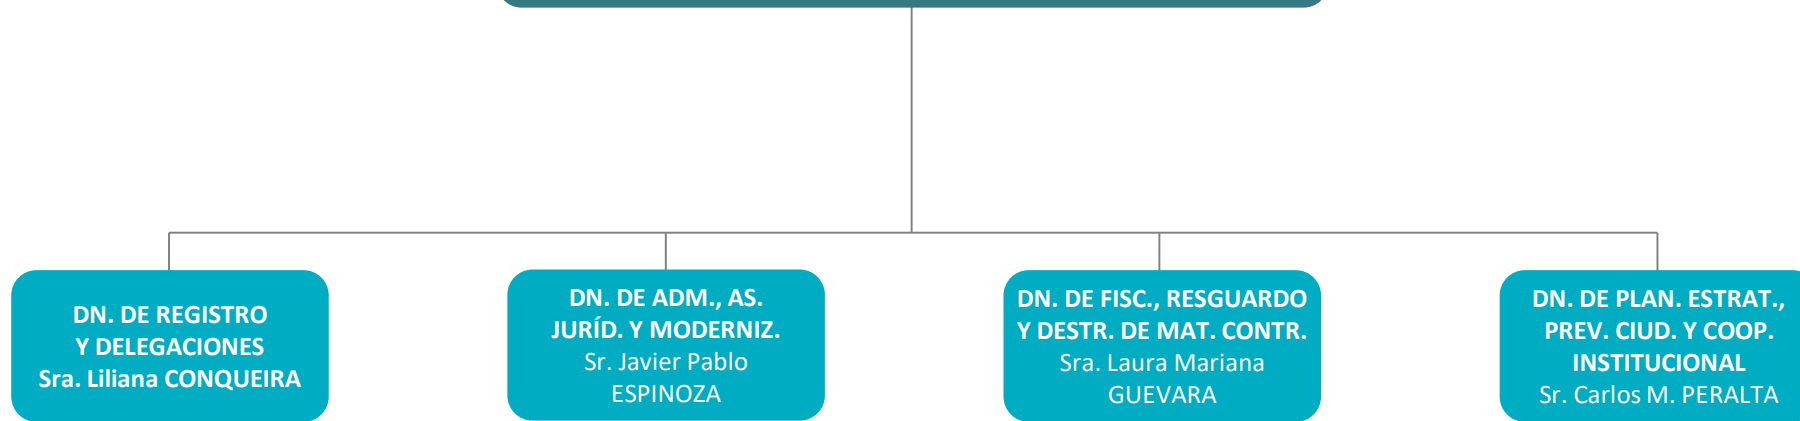 DN. DE REGISTRO
Y DELEGACIONES
Sra. Liliana CONQUEIRA
DN. DE ADM., AS.
JURÍD. Y MODERNIZ.
Sr. Javier Pablo
ESPINOZA
DN. DE FISC., RESGUARDO
Y DESTR. DE MAT. CONTR.
Sra. Laura Mariana
GUEVARA
DN. DE PLAN. ESTRAT.,
PREV. CIUD. Y COOP.
INSTITUCIONAL
Sr. Carlos M. PERALTA